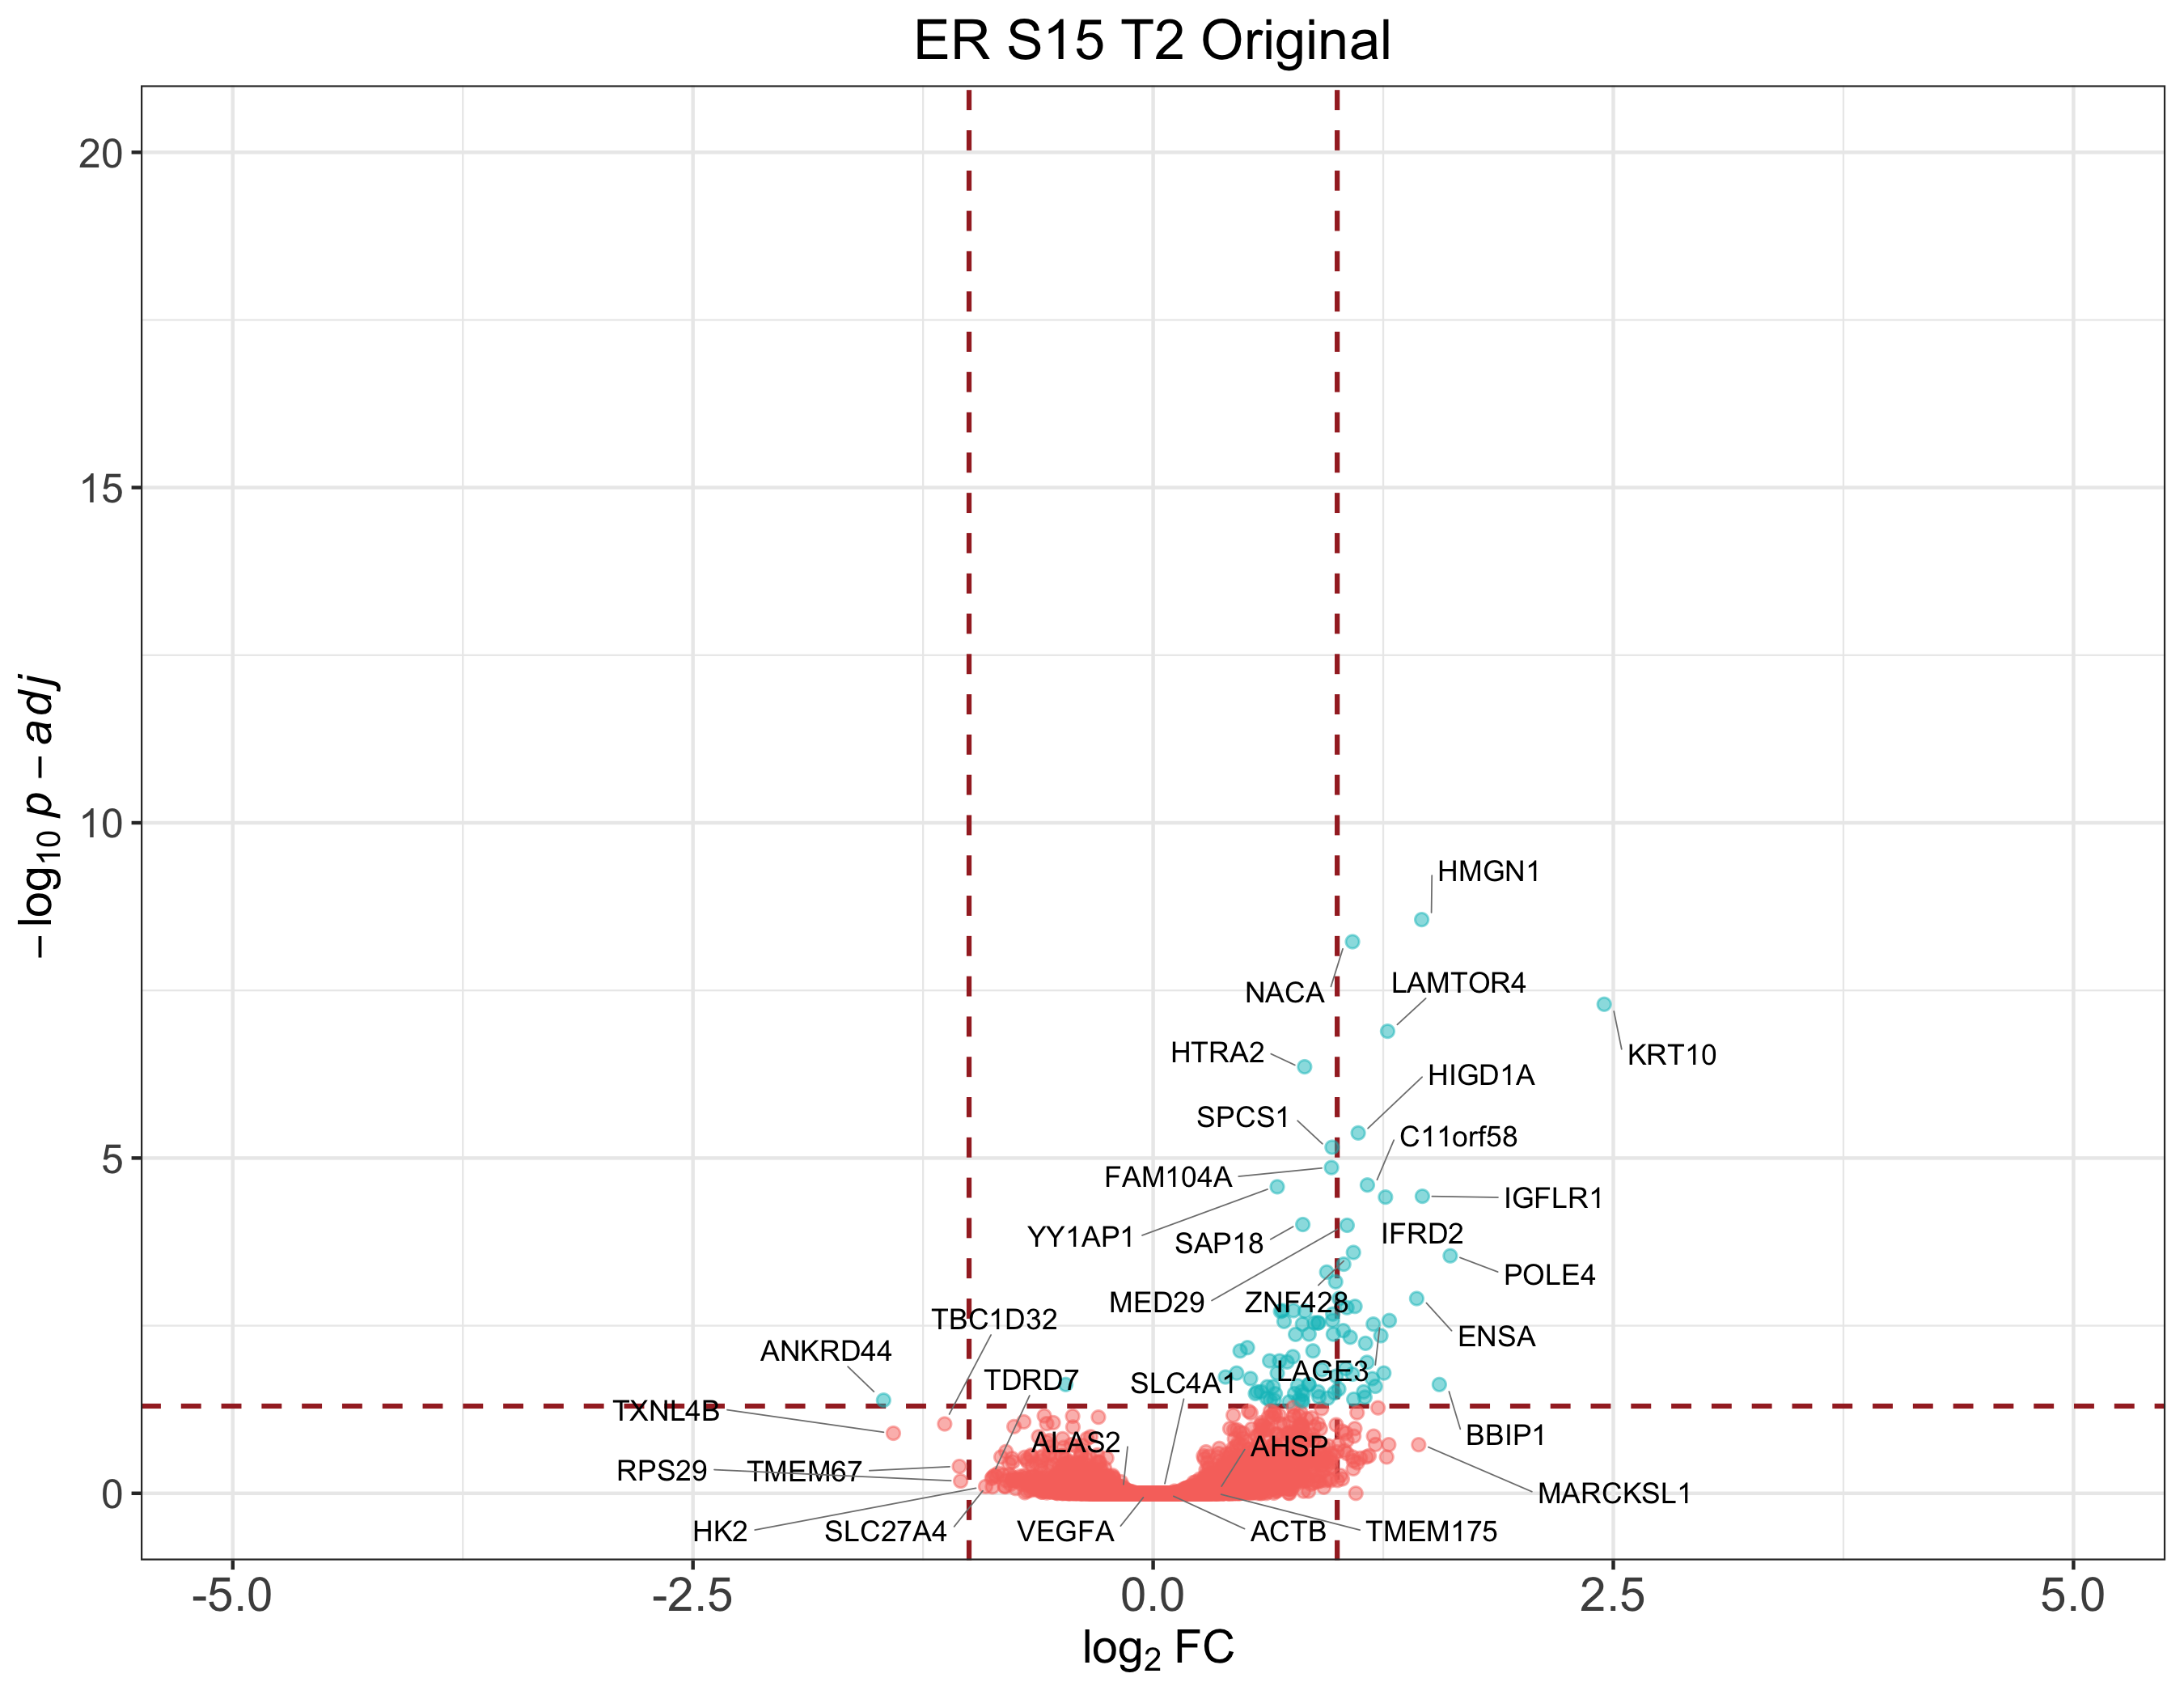 ER S15 T2 Original
20
15
10
5
0
−log10 p − adj
HMGN1
NACA
LAMTOR4
KRT10
HTRA2
HIGD1A
SPCS1
C11orf58
FAM104A
IGFLR1
YY1AP1
SAP18
IFRD2
POLE4
MED29
ZNF428
TBC1D32
ENSA
ANKRD44
TDRD7
SLC4A1
LAGE3
TXNL4B
BBIP1
ALAS2
AHSP
RPS29
TMEM67
MARCKSL1
HK2
SLC27A4
VEGFA
ACTB
TMEM175
-5.0
-2.5
0.0
2.5
5.0
log2 FC